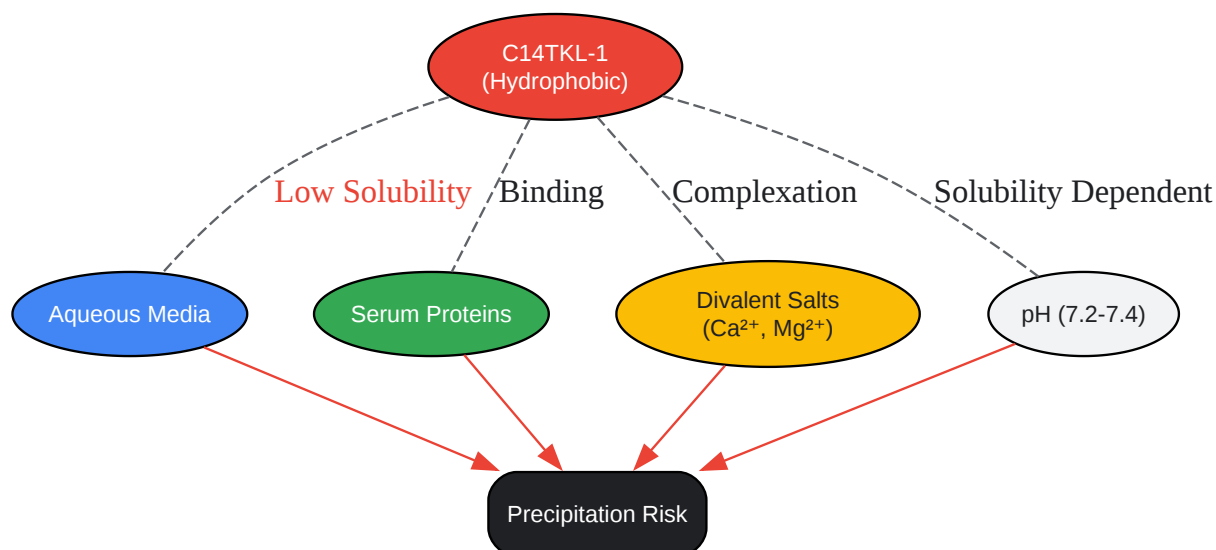 C14TKL-1
(Hydrophobic)
Low Solubility
Binding
Complexation
Solubility Dependent
Aqueous Media
Serum Proteins
Divalent Salts
(Ca²⁺, Mg²⁺)
pH (7.2-7.4)
Precipitation Risk